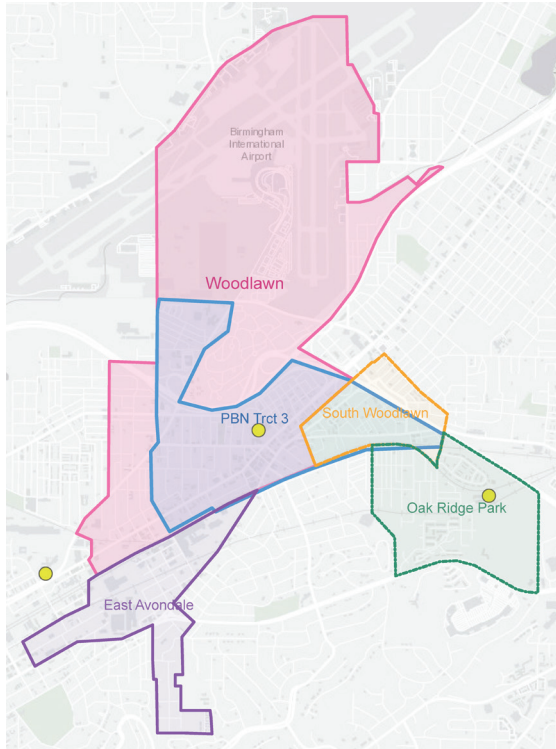 Birmingham
International
Airport
Woodlawn
PBN Trct 3
South Woodlawn
Oak Ridge Park
East Avondale